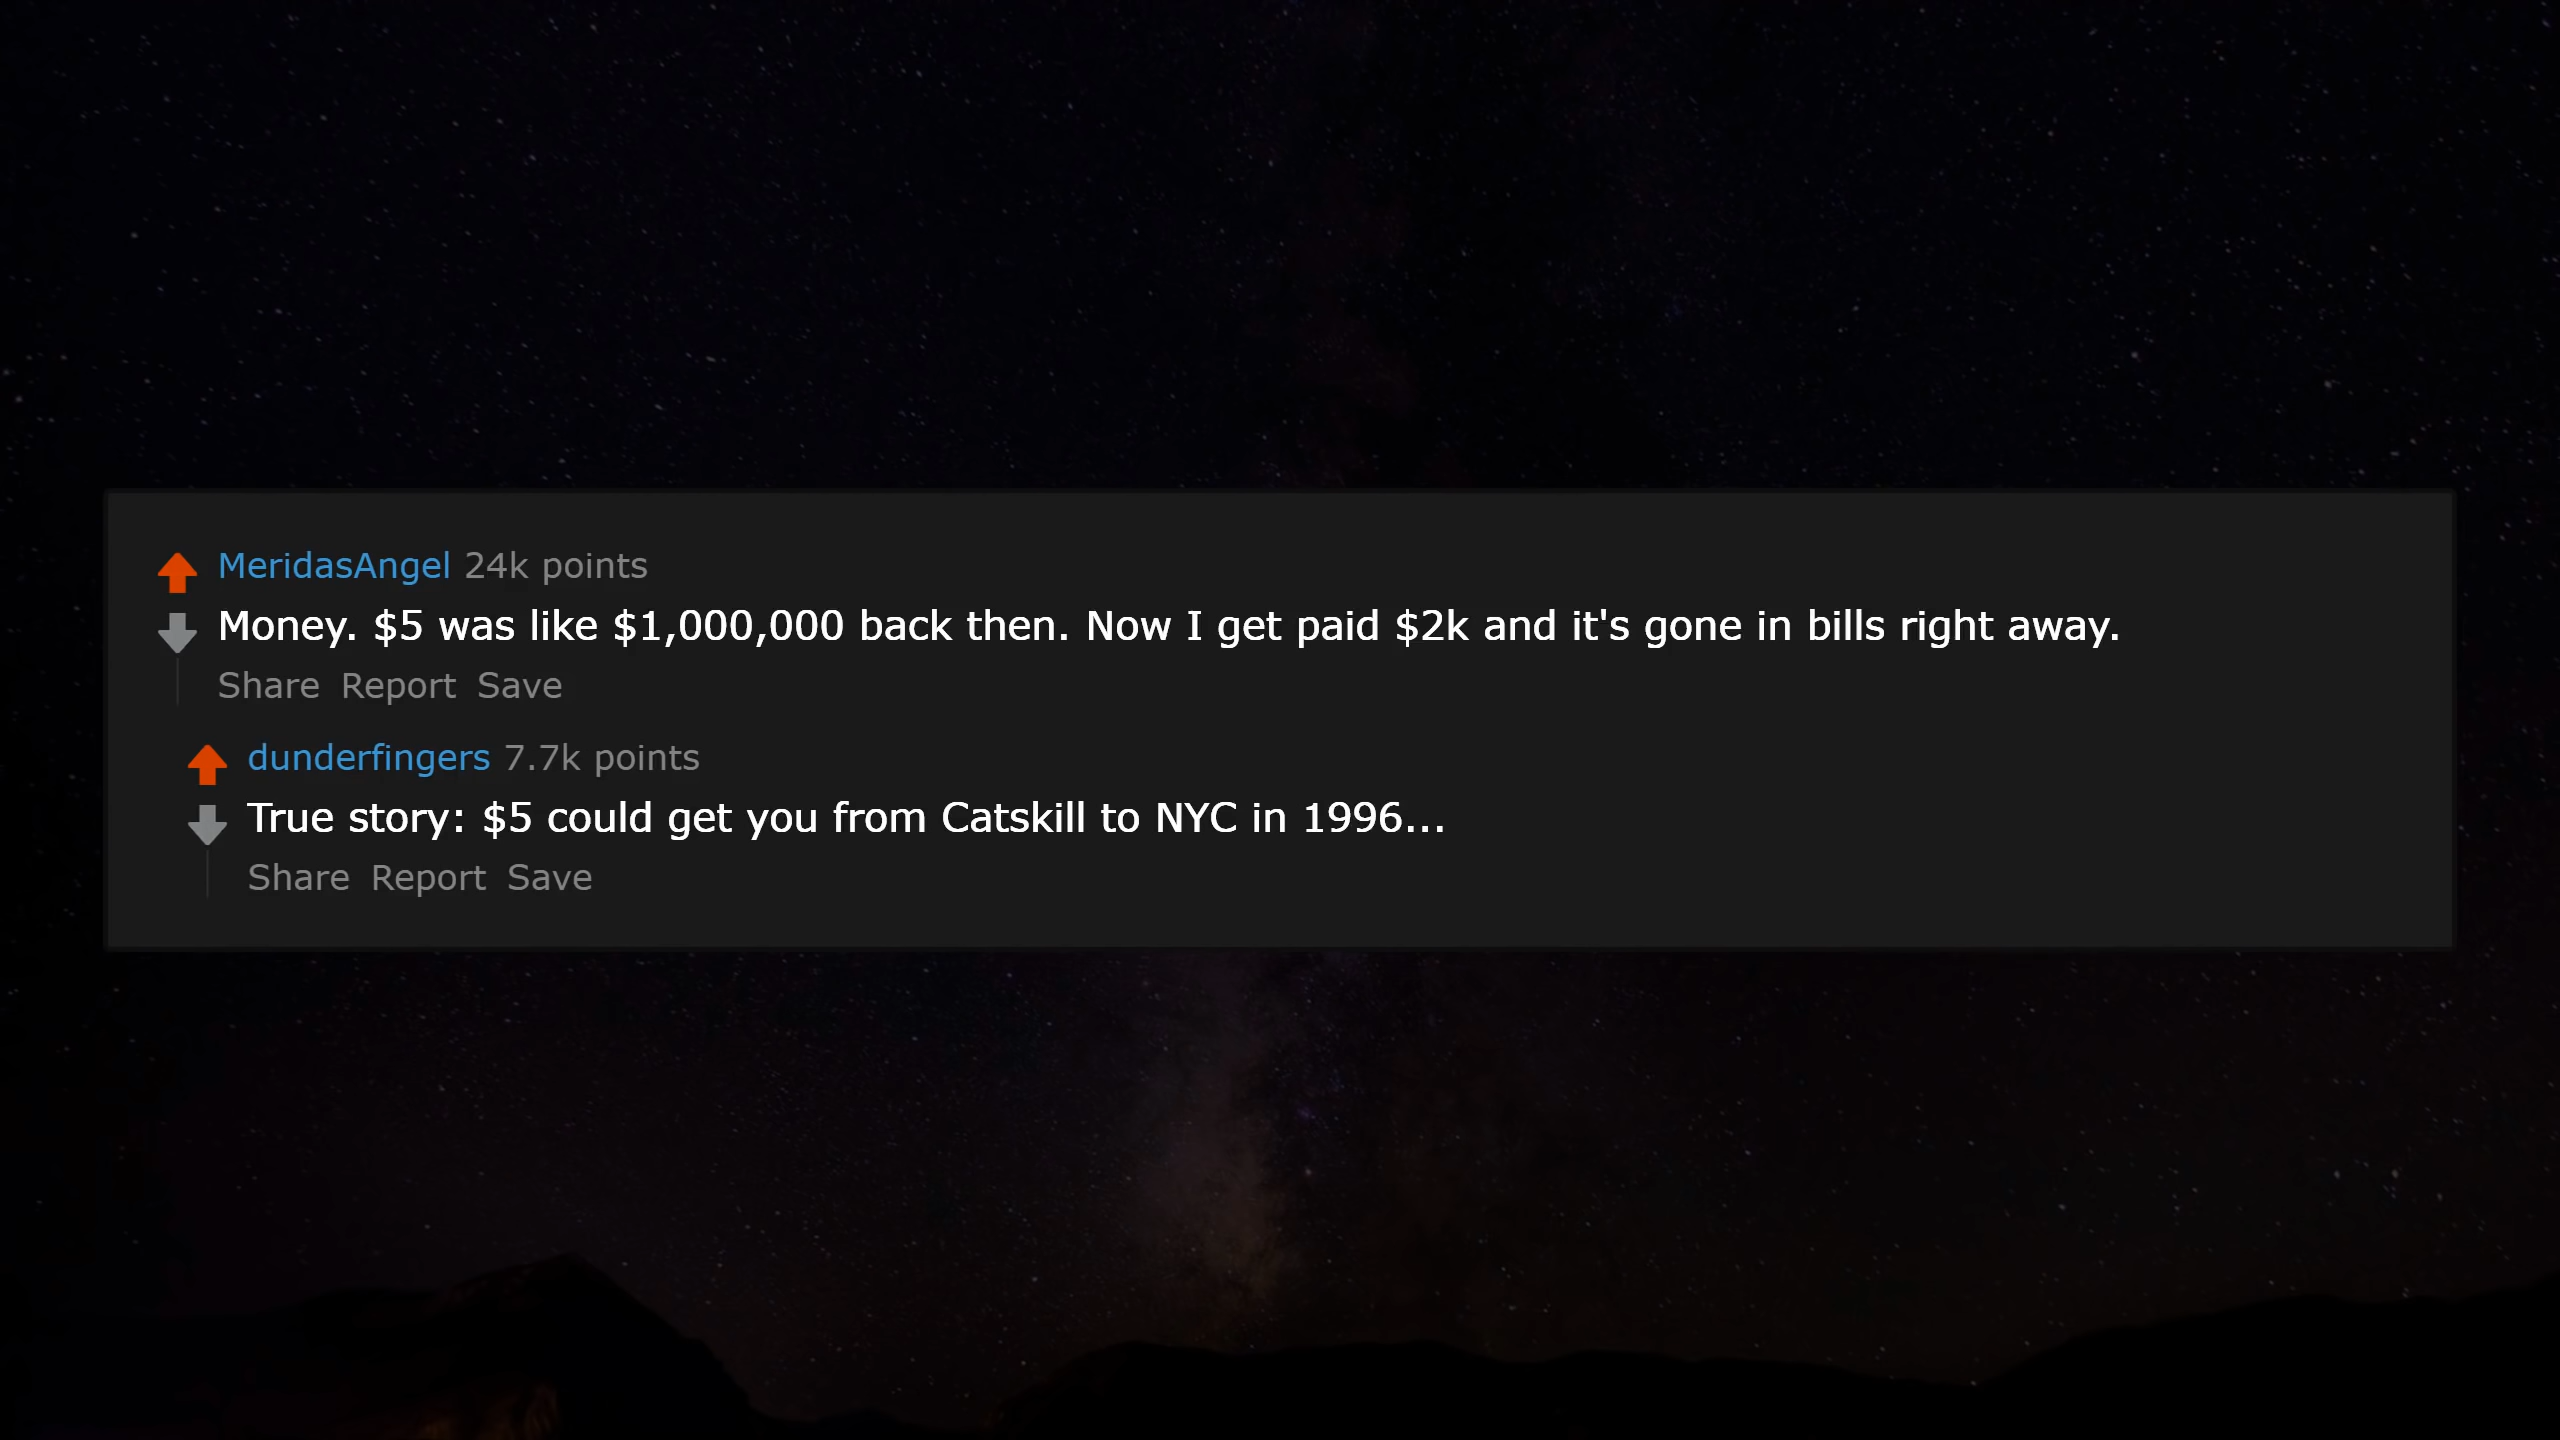 MeridasAngel 24k points
Money. $5 was like $1,000,000 back then. Now I get paid $2k and it's gone in bills right away.
Share Report Save
dunderfingers 7.7k points
True story: $5 could get you from Catskill to NYC in 1996...
Share Report Save